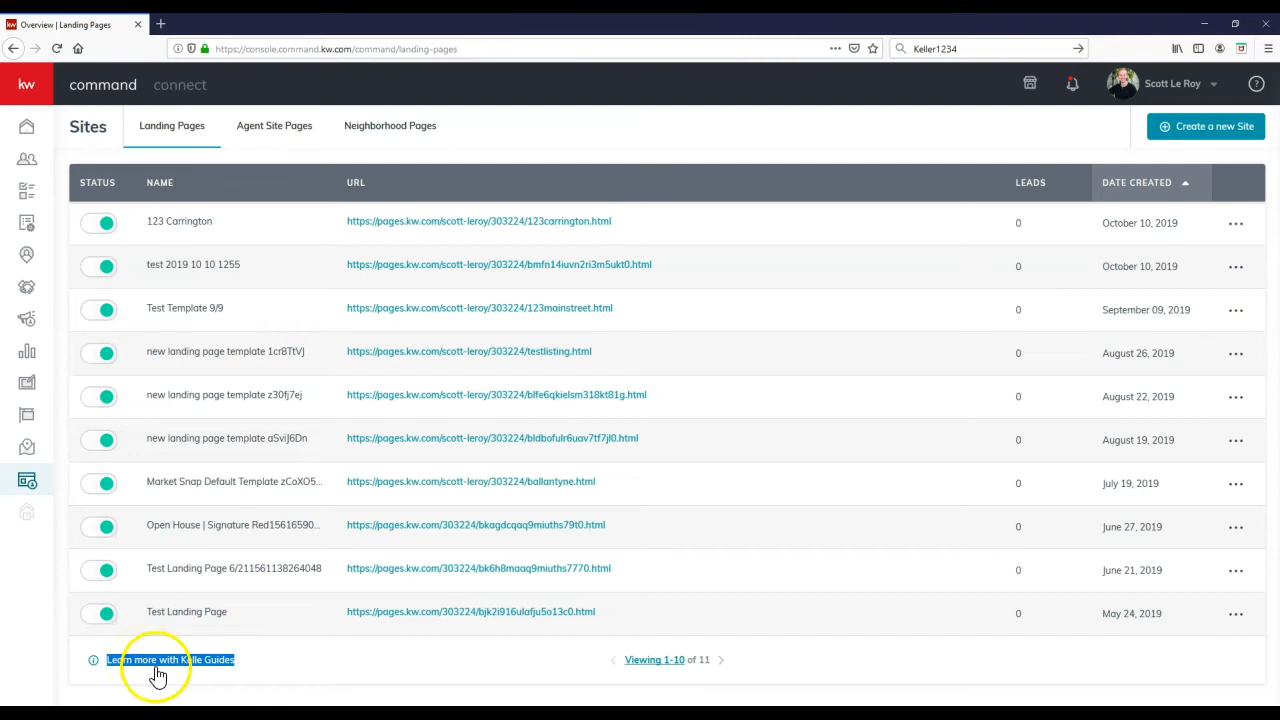 kw Overview | Landing Pages
https://console.command.kw.com/command/landing-pages
Keller1234
kw command connect Scott Le Roy
Sites Landing Pages Agent Site Pages Neighborhood Pages Create a new Site
STATUS NAME URL LEADS DATE CREATED
123 Carrington https://pages.kw.com/scott-leroy/303224/123carrington.html 0 October 10, 2019
test 2019 10 10 1255 https://pages.kw.com/scott-leroy/303224/bmfn14iuvn2ri3m5ukt0.html 0 October 10, 2019
Test Template 9/9 https://pages.kw.com/scott-leroy/303224/123mainstreet.html 0 September 09, 2019
new landing page template 1cr8TtVJ https://pages.kw.com/scott-leroy/303224/testlisting.html 0 August 26, 2019
new landing page template z30fj7ej https://pages.kw.com/scott-leroy/303224/blfe6qkielsm318kt81g.html 0 August 22, 2019
new landing page template aSviJ6Dn https://pages.kw.com/scott-leroy/303224/bldbofulr6uav7tf7jl0.html 0 August 19, 2019
Market Snap Default Template zCoXO5... https://pages.kw.com/scott-leroy/303224/ballantyne.html 0 July 19, 2019
Open House | Signature Red15616590... https://pages.kw.com/303224/bkagdcqaq9miuths79t0.html 0 June 27, 2019
Test Landing Page 6/211561138264048 https://pages.kw.com/303224/bk6h8maaq9miuths7770.html 0 June 21, 2019
Test Landing Page https://pages.kw.com/303224/bjk2i916ulafju5o13c0.html 0 May 24, 2019
Learn more with Kelle Guides Viewing 1-10 of 11